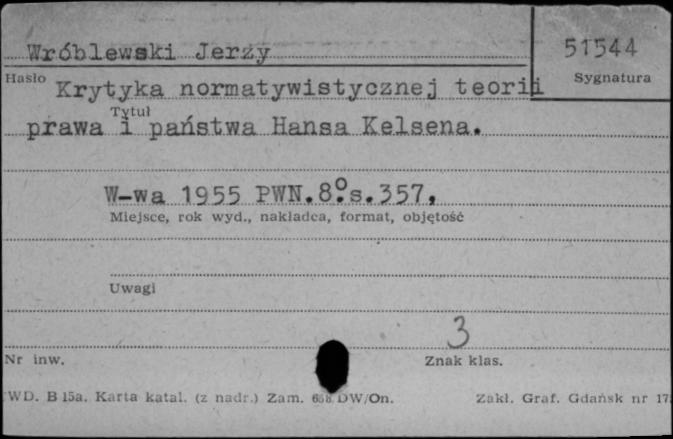 Wróblewski Jerzy
51544
Hasło
Sygnatura
Krytyka normatywistycznej teorii
Tytuł
prawa i państwa Hansa Kelsena.
W-wa 1955 PWN.8°.s.357,
Miejsce, rok wyd., nakładca, format, objętość
Uwagi
3
Nr inw.
Znak klas.
WD. B 15a. Karta katal. (z nadr.) Zam. DW/On.
Zakł. Graf. Gdańsk nr 17